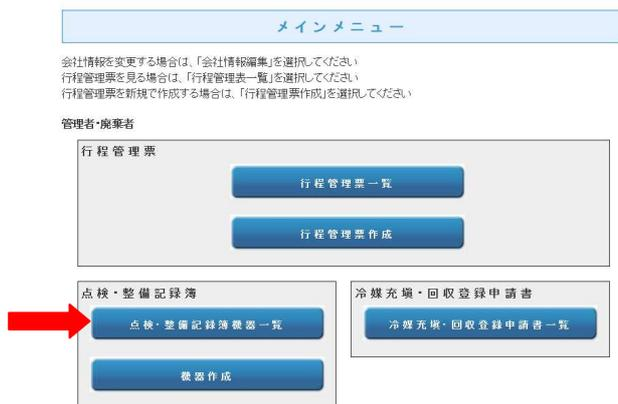 メインメニュー
会社情報を変更する場合は、「会社情報編集」を選択してください
行程管理票を見る場合は、「行程管理表一覧」を選択してください
行程管理票を新規で作成する場合は、「行程管理票作成」を選択してください
管理者・廃棄者
行程管理票
行程管理票一覧
行程管理票作成
点検・整備記録簿
点検・整備記録簿機器一覧
機器作成
冷媒充填・回収登録申請書
冷媒充填・回収登録申請書一覧